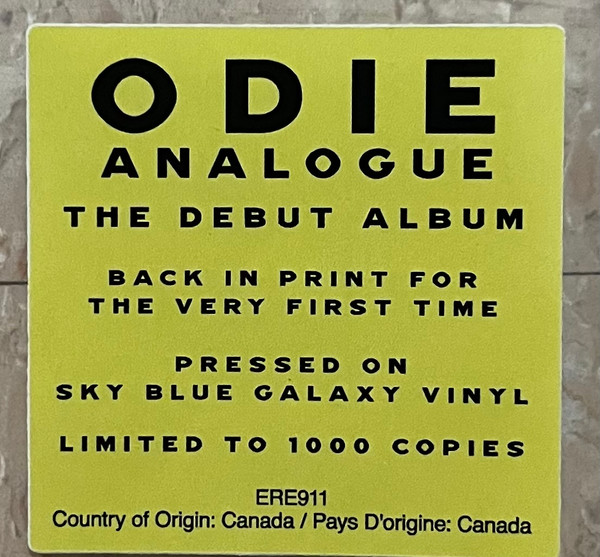 ODIE
ANALOGUE
THE DEBUT ALBUM
BACK IN PRINT FOR
THE VERY FIRST TIME
PRESSED ON
SKY BLUE GALAXY VINYL
LIMITED TO 1000 COPIES
ERE911
Country of Origin: Canada / Pays D'origine: Canada